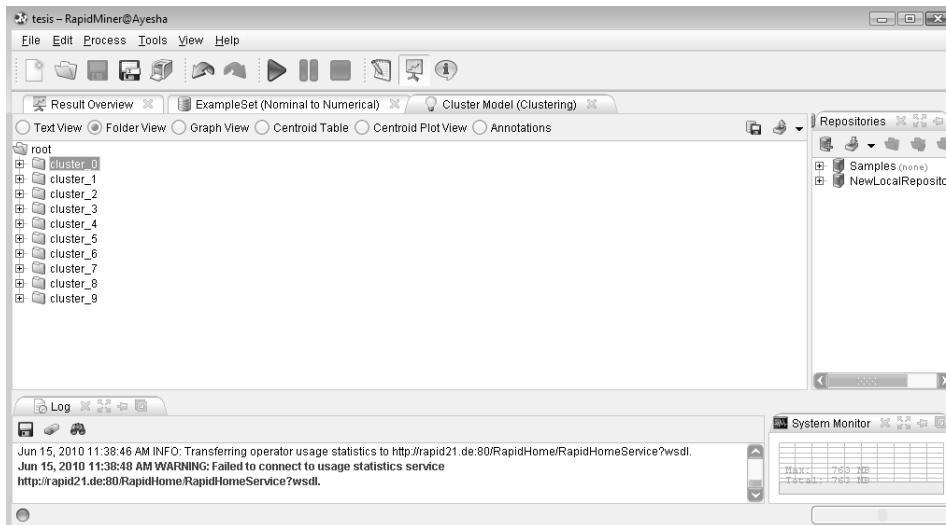 tesis – RapidMiner@Ayesha
File Edit Process Tools View Help
Result Overview ExampleSet (Nominal to Numerical) Cluster Model (Clustering)
Text View Folder View Graph View Centroid Table Centroid Plot View Annotations
root
cluster_0
cluster_1
cluster_2
cluster_3
cluster_4
cluster_5
cluster_6
cluster_7
cluster_8
cluster_9
Repositories
Samples (none)
NewLocalReposito
Log
Jun 15, 2010 11:38:46 AM INFO: Transferring operator usage statistics to http://rapid21.de:80/RapidHome/RapidHomeService?wsdl.
Jun 15, 2010 11:38:48 AM WARNING: Failed to connect to usage statistics service
http://rapid21.de:80/RapidHome/RapidHomeService?wsdl.
System Monitor
Max: 763 MB
Total: 763 MB